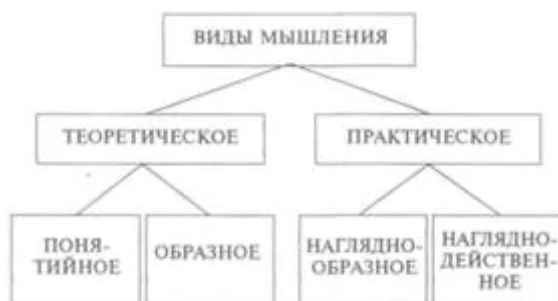 ВИДЫ МЫШЛЕНИЯ
ТЕОРЕТИЧЕСКОЕ
ПРАКТИЧЕСКОЕ
ПОНЯ-
ТИЙНОЕ
ОБРАЗНОЕ
НАГЛЯДНО-
ОБРАЗНОЕ
НАГЛЯДНО-
ДЕЙСТВЕН-
НОЕ